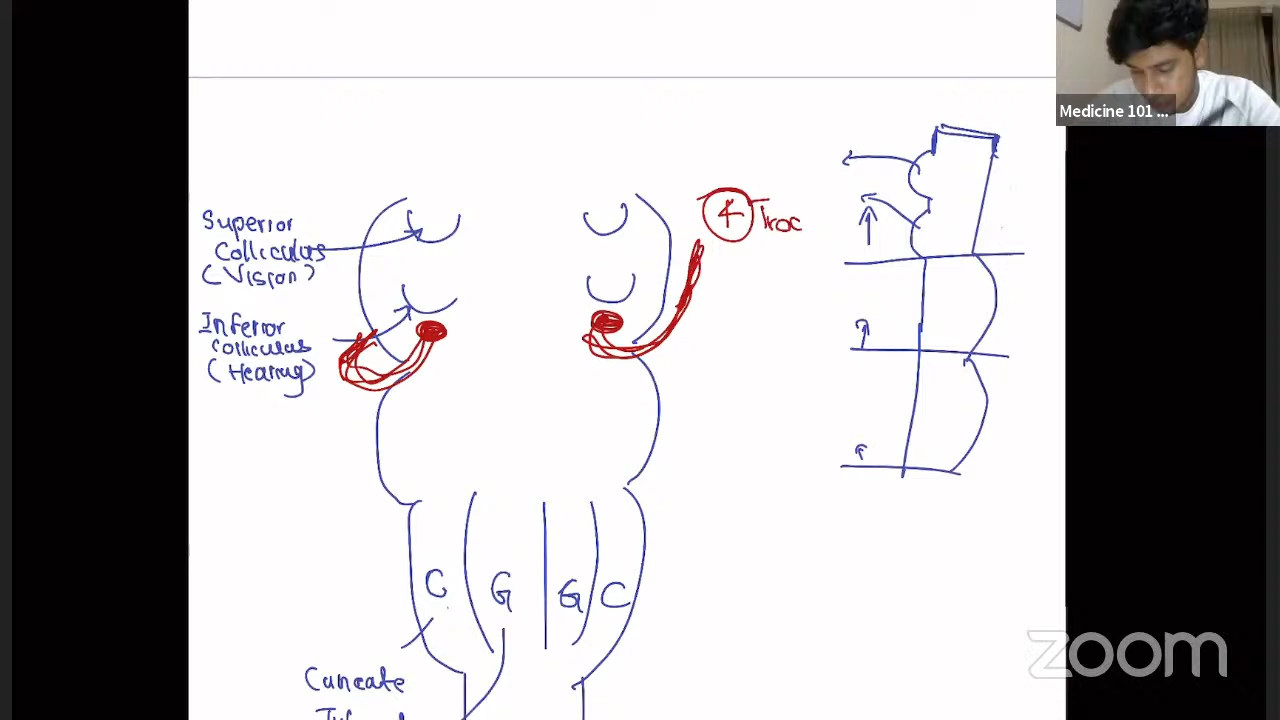 Medicine 101 ...
Superior
Colliculus
(Vision)
4 Troc
Inferior
Colliculus
(Hearing)
C G G C
Cuneate
zoom